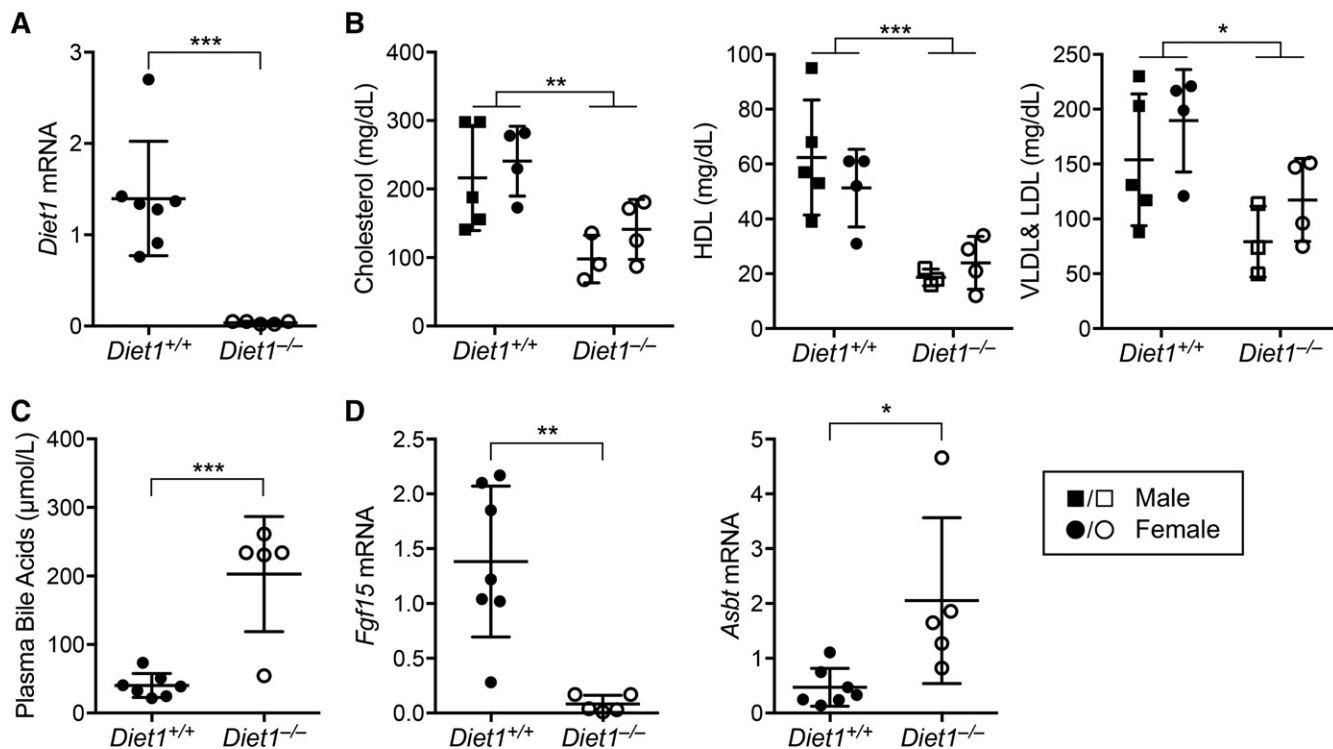 A
***
Diet1 mRNA
3
2
1
0
Diet1+/+ Diet1–/–
B
**
Cholesterol (mg/dL)
400
300
200
100
0
Diet1+/+ Diet1–/–
***
HDL (mg/dL)
100
80
60
40
20
0
Diet1+/+ Diet1–/–
*
VLDL& LDL (mg/dL)
250
200
150
100
50
0
Diet1+/+ Diet1–/–
C
***
Plasma Bile Acids (µmol/L)
400
300
200
100
0
Diet1+/+ Diet1–/–
D
**
Fgf15 mRNA
2.5
2.0
1.5
1.0
0.5
0.0
Diet1+/+ Diet1–/–
*
Asbt mRNA
5
4
3
2
1
0
Diet1+/+ Diet1–/–
■/□ Male
●/○ Female